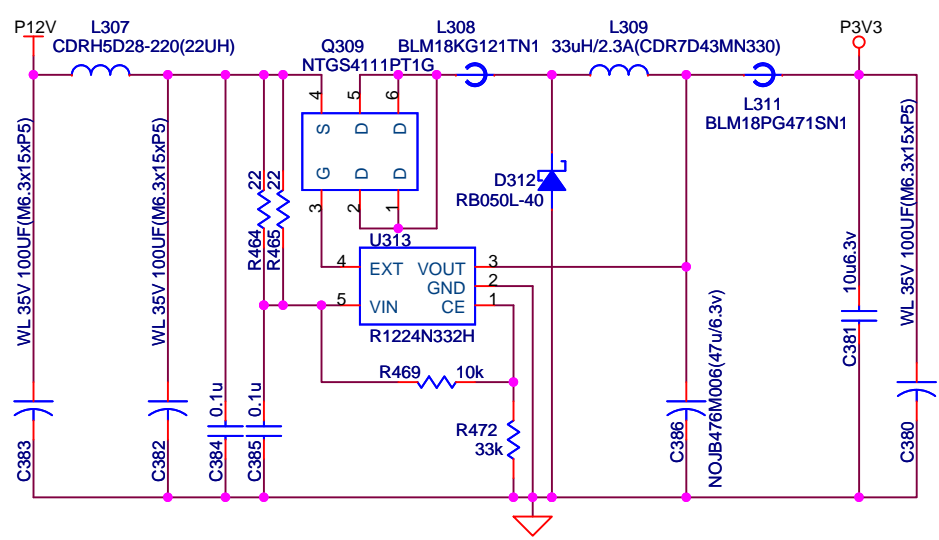 P12V
L307
CDRH5D28-220(22UH)
Q309
NTGS4111PT1G
L308
BLM18KG121TN1
L309
33uH/2.3A(CDR7D43MN330)
P3V3
L311
BLM18PG471SN1
4
5
6
S
D
D
G
D
D
3
2
1
WL 35V 100UF(M6.3x15xP5)
C383
WL 35V 100UF(M6.3x15xP5)
C382
0.1u
C384
0.1u
C385
22
R464
22
R465
D312
RB050L-40
U313
4
EXT
VOUT
3
GND
2
5
VIN
CE
1
R1224N332H
R469
10k
R472
33k
C386
NOJB476M006(47u/6.3v)
10u6.3v
C381
WL 35V 100UF(M6.3x15xP5)
C380